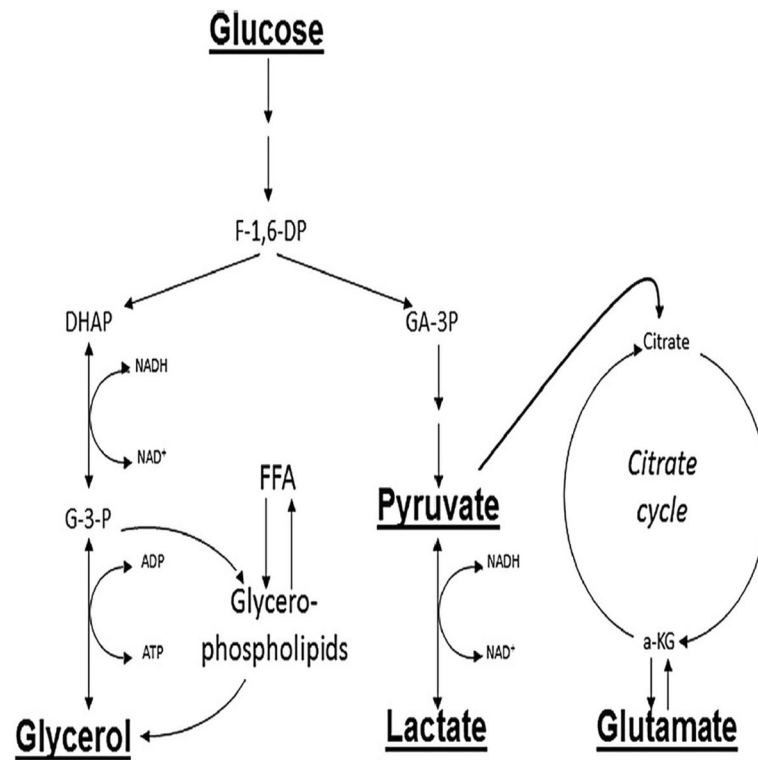 Glucose
F-1,6-DP
DHAP
GA-3P
Citrate
NADH
NAD+
Citrate
cycle
FFA
Pyruvate
G-3-P
ADP
NADH
Glycero-
phospholipids
a-KG
ATP
NAD+
Glycerol
Lactate
Glutamate